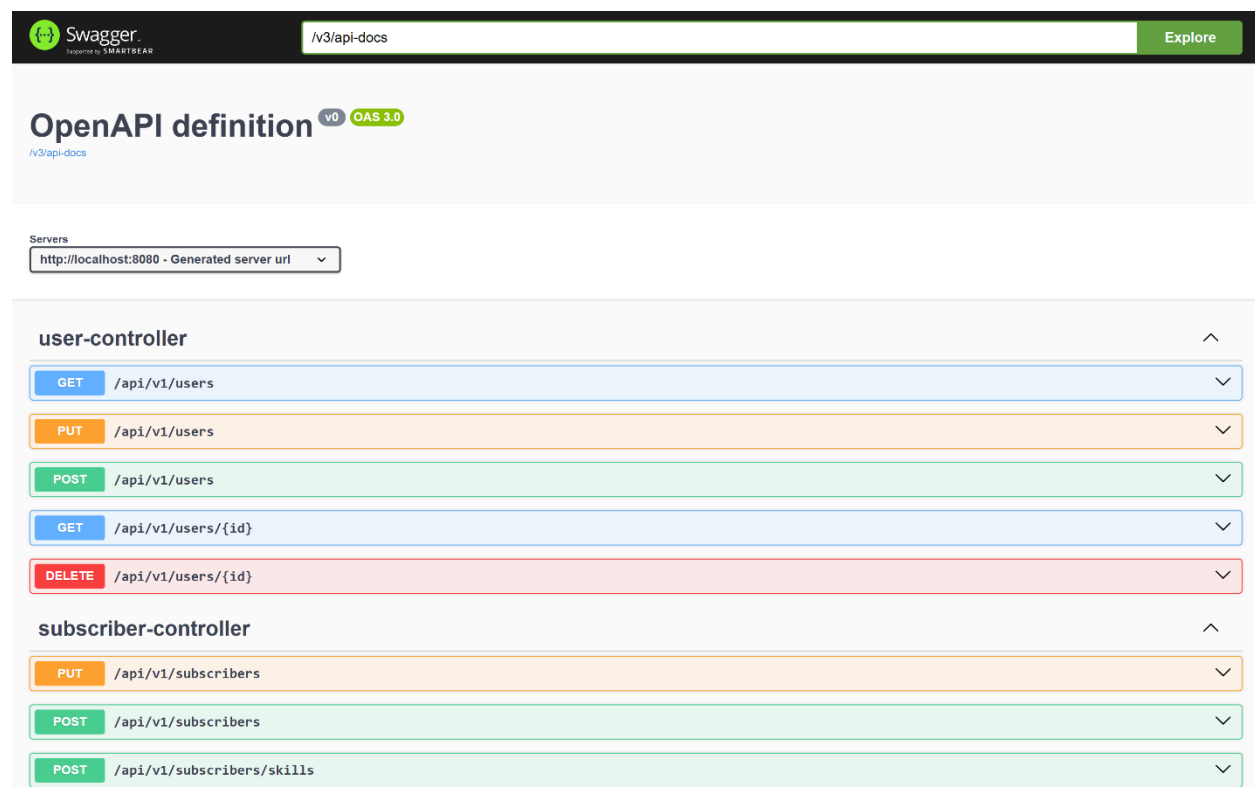 {··} Swagger.
Supported by SMARTBEAR
/v3/api-docs
Explore
OpenAPI definition v0 OAS 3.0
/v3/api-docs
Servers
http://localhost:8080 - Generated server url
user-controller
GET /api/v1/users
PUT /api/v1/users
POST /api/v1/users
GET /api/v1/users/{id}
DELETE /api/v1/users/{id}
subscriber-controller
PUT /api/v1/subscribers
POST /api/v1/subscribers
POST /api/v1/subscribers/skills